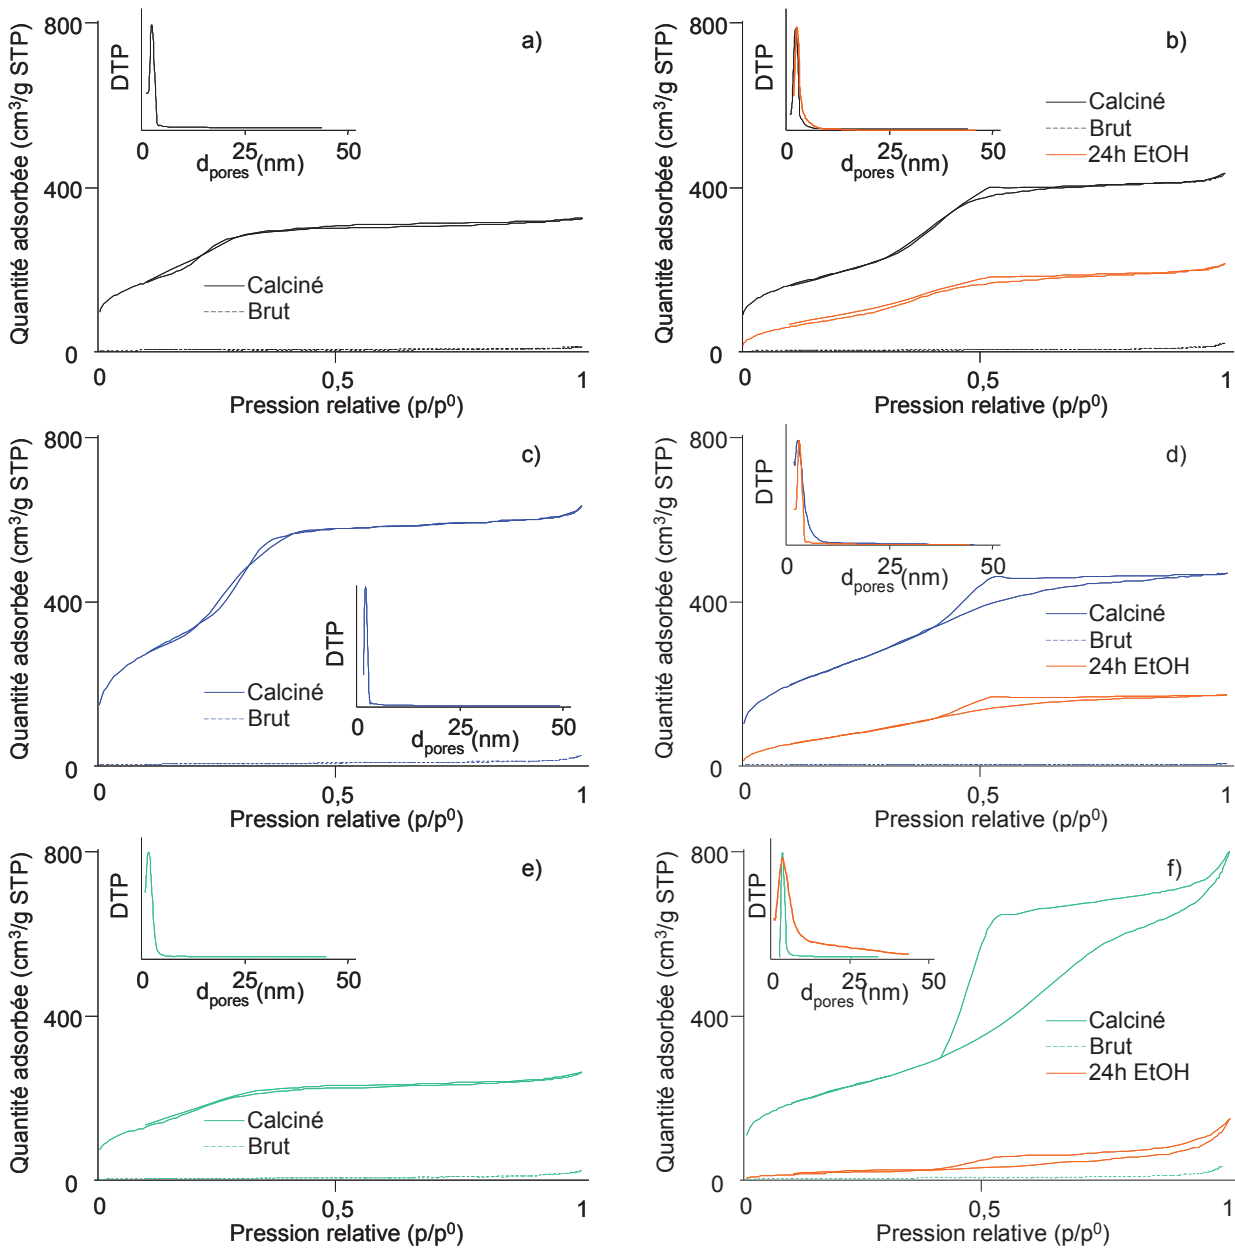 800
a)
DTP
0
25
50
d_pores (nm)
Quantité adsorbée (cm³/g STP)
400
Calciné
Brut
0
0
0,5
1
Pression relative (p/p⁰)
800
b)
DTP
0
25
50
d_pores (nm)
Calciné
Brut
24h EtOH
Quantité adsorbée (cm³/g STP)
400
0
0
0,5
1
Pression relative (p/p⁰)
800
c)
Quantité adsorbée (cm³/g STP)
400
DTP
0
25
50
d_pores (nm)
Calciné
Brut
0
0
0,5
1
Pression relative (p/p⁰)
800
d)
DTP
0
25
50
d_pores (nm)
Quantité adsorbée (cm³/g STP)
400
Calciné
Brut
24h EtOH
0
0
0,5
1
Pression relative (p/p⁰)
800
e)
DTP
0
25
50
d_pores (nm)
Quantité adsorbée (cm³/g STP)
400
Calciné
Brut
0
0
0,5
1
Pression relative (p/p⁰)
800
f)
DTP
0
25
50
d_pores (nm)
Quantité adsorbée (cm³/g STP)
400
Calciné
Brut
24h EtOH
0
0
0,5
1
Pression relative (p/p⁰)